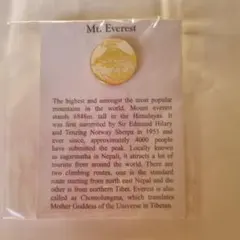 Mt. Everest
The highest and amongst the most popular
mountains in the world. Mount everest
stands 8848m. tall in the Himalayas. It
was first summited by Sir Edmund Hilary
and Tenzing Norway Sherpa in 1953 and
ever since, approximately 4000 people
have submitted the peak. Locally known
as sagarmatha in Nepali, it attracts a lot of
tourists from around the world. There are
two climbing routes, one is the standard
route starting from north east Nepal and the
other is from northern Tibat. Everest is also
called as Chomolungma, which translates
Mother Goddess of the Universe in Tibetan.